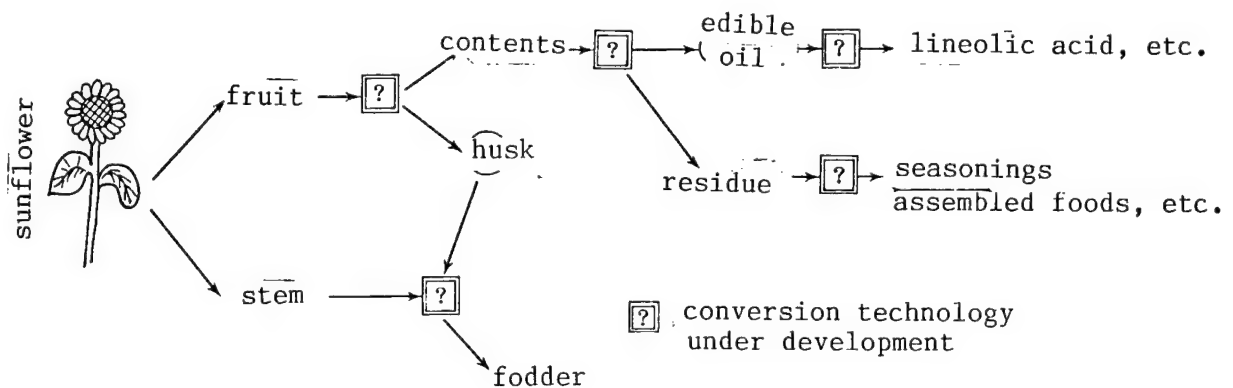 sunflower
fruit
?
contents
?
edible
oil
?
lineolic acid, etc.
husk
residue
?
seasonings
assembled foods, etc.
stem
?
fodder
? conversion technology
under development